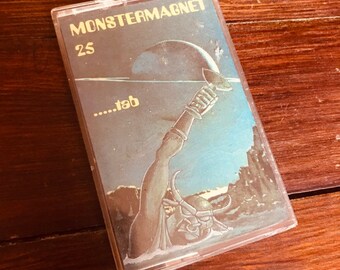 MONSTERMAGNET
25
.....tab